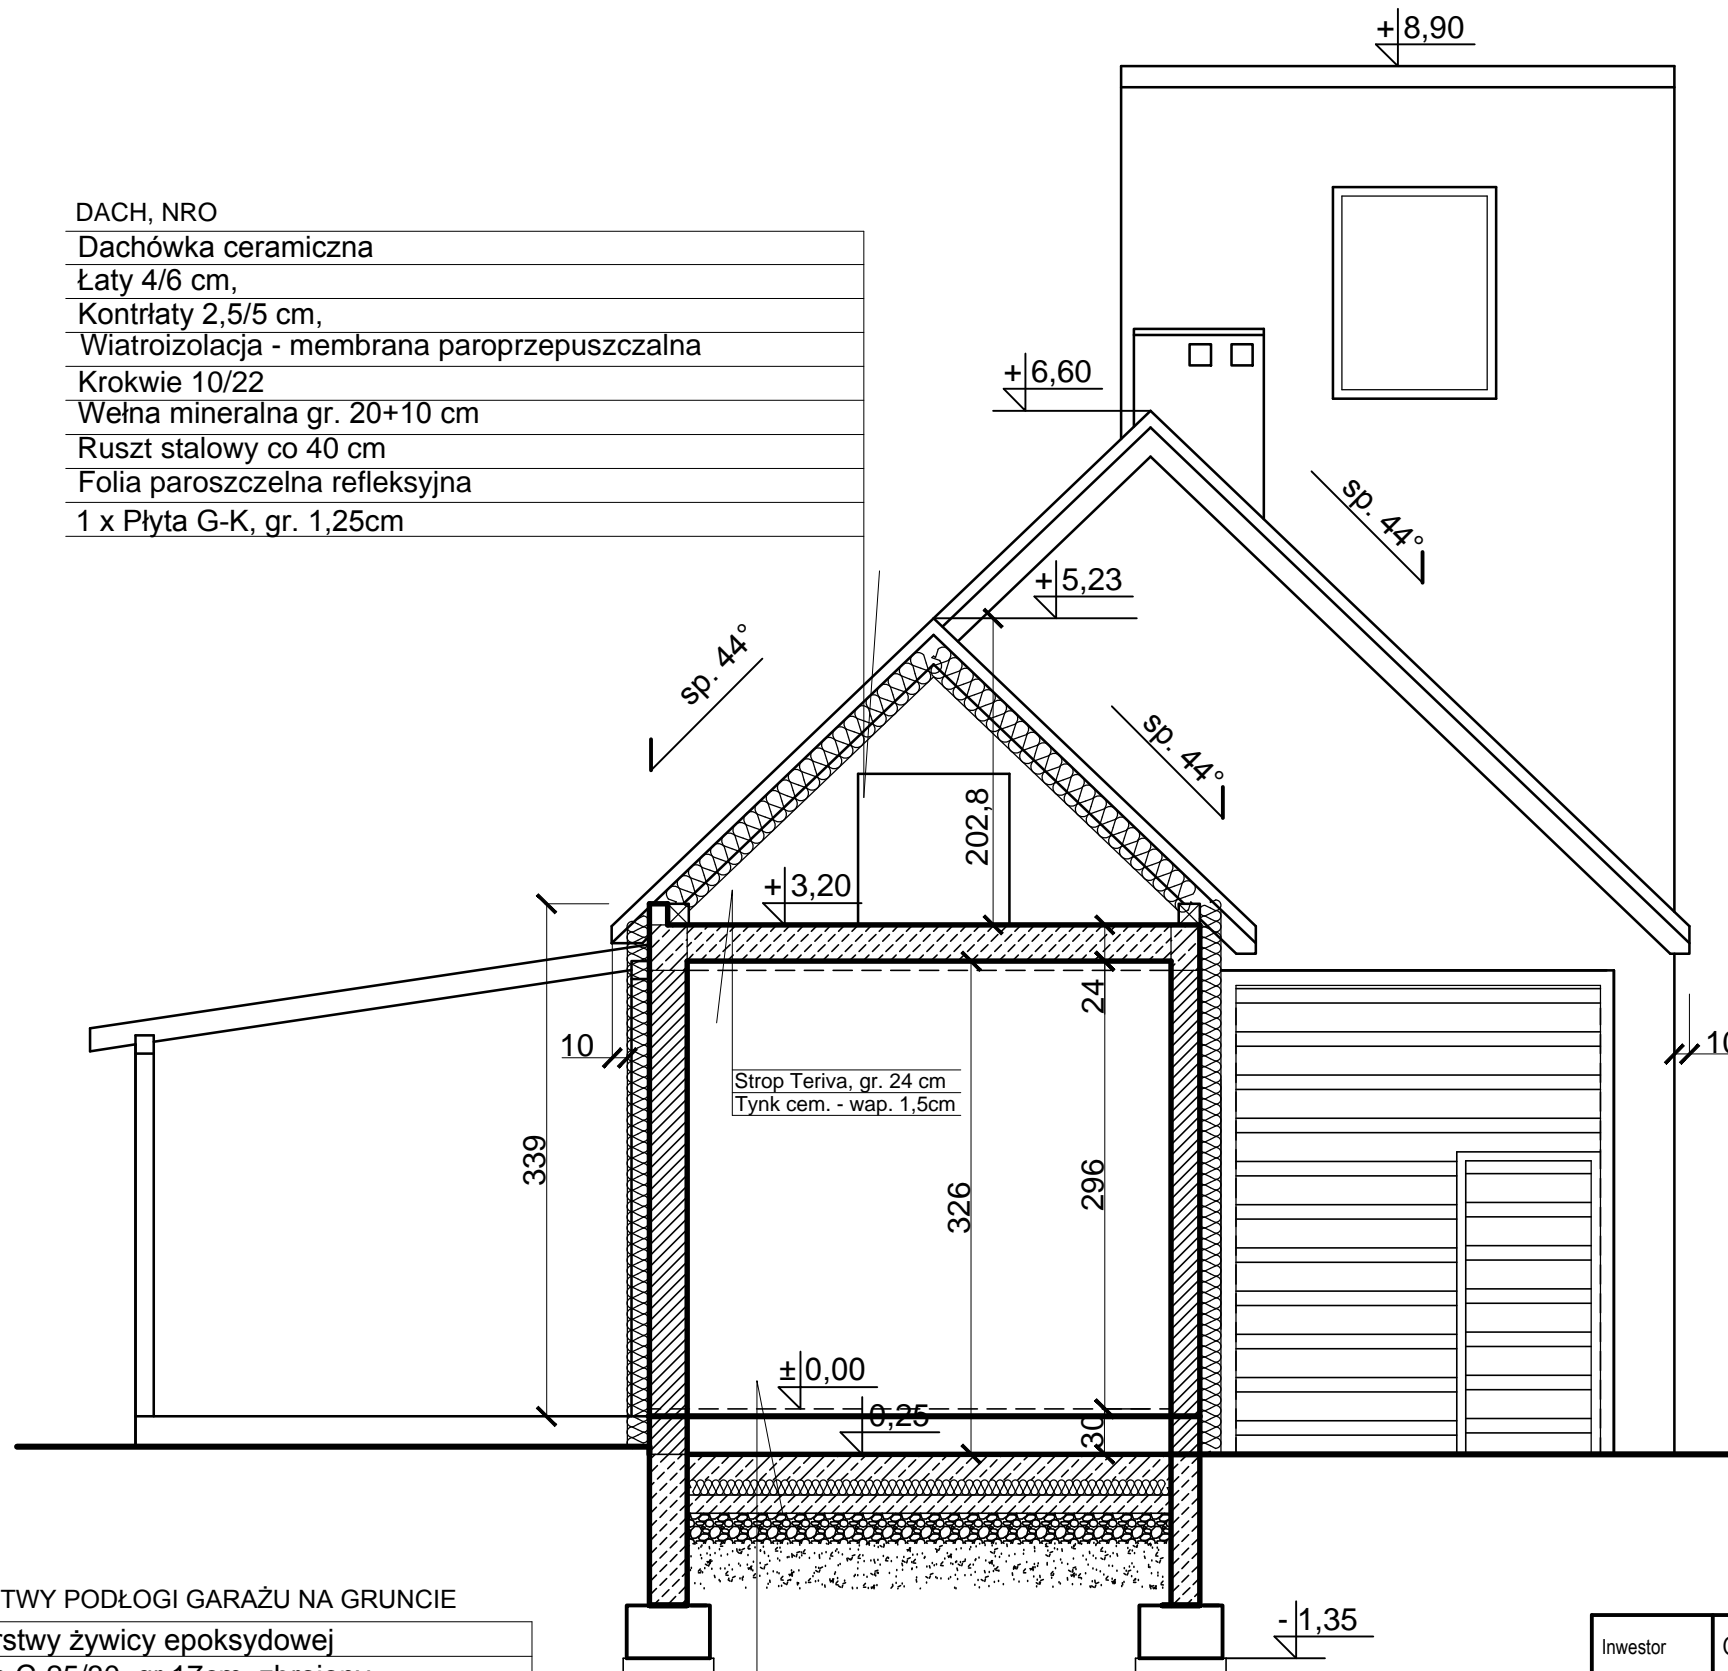 +8,90
DACH, NRO
Dachówka ceramiczna
Łaty 4/6 cm,
Kontrłaty 2,5/5 cm,
Wiatroizolacja - membrana paroprzepuszczalna
Krokwie 10/22
Wełna mineralna gr. 20+10 cm
Ruszt stalowy co 40 cm
Folia paroszczelna refleksyjna
1 x Płyta G-K, gr. 1,25cm
+6,60
sp. 44°
+5,23
sp. 44°
sp. 44°
202,8
+3,20
24
10
10
Strop Teriva, gr. 24 cm
Tynk cem. - wap. 1,5cm
339
326
296
±0,00
0,25
30
TWY PODŁOGI GARAŻU NA GRUNCIE
rstwy żywicy epoksydowej
-1,35
Inwestor